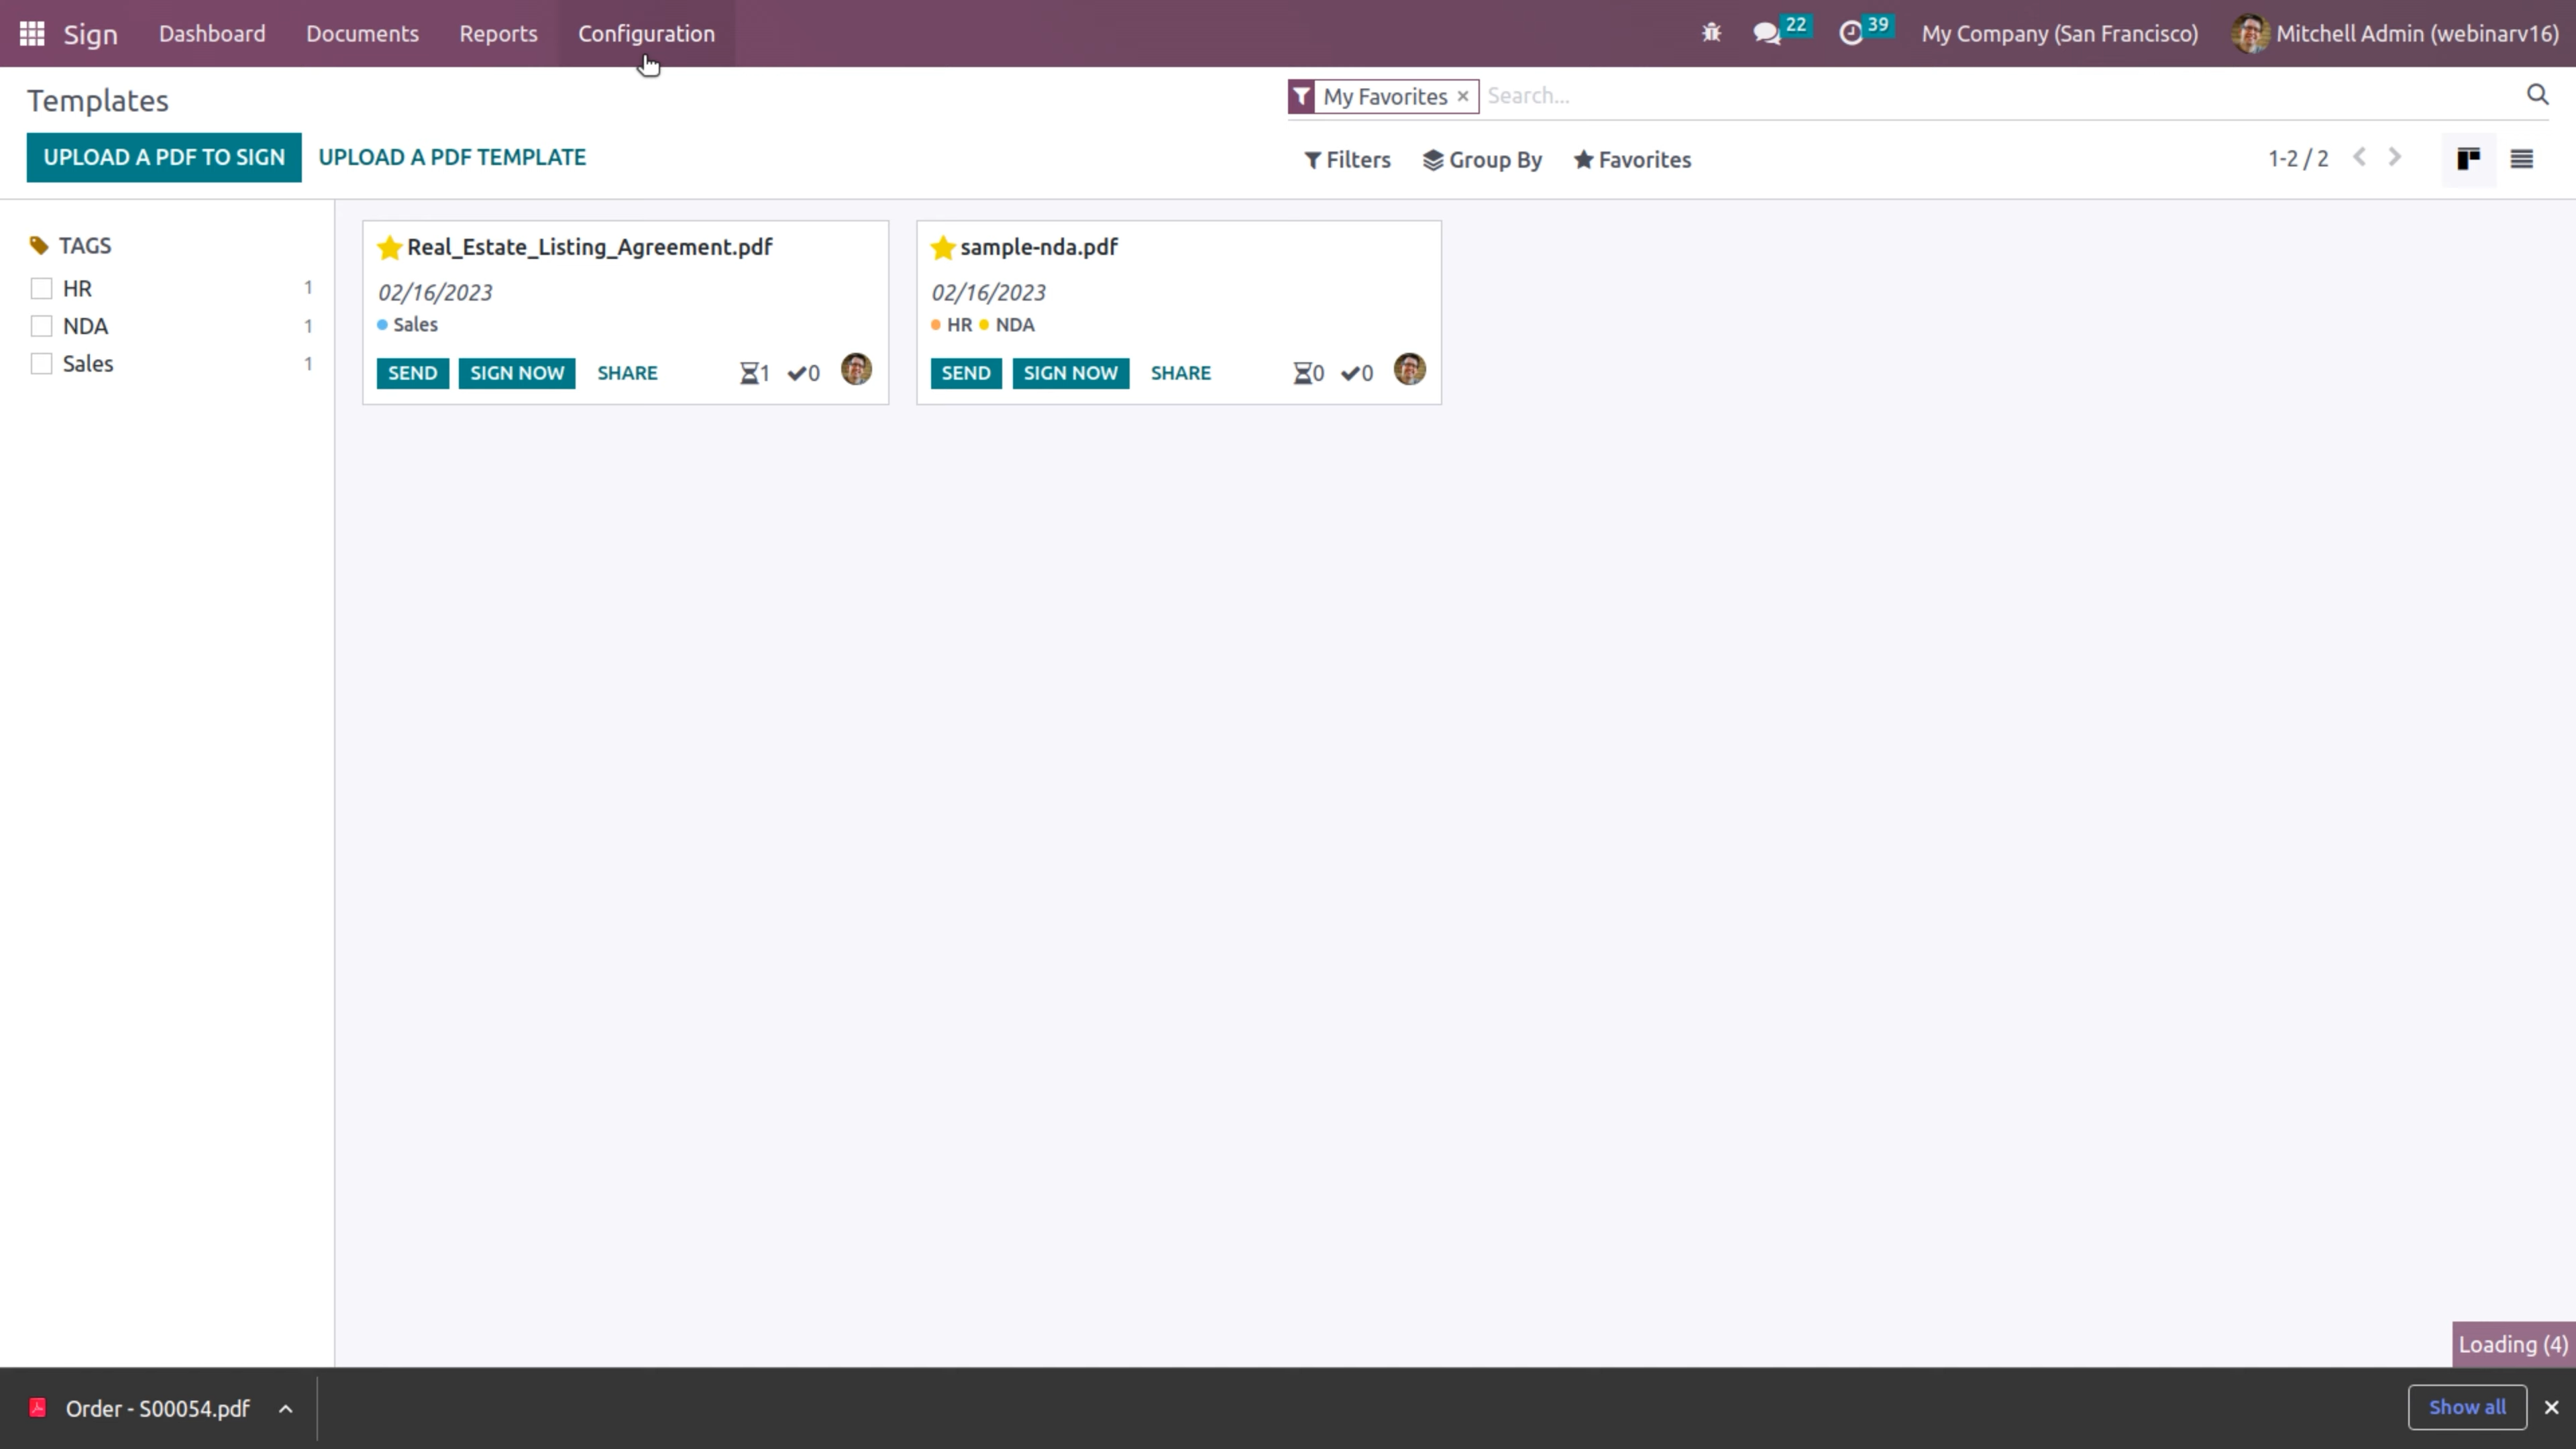 Sign Dashboard Documents Reports Configuration 22 39 My Company (San Francisco) Mitchell Admin (webinarv16)
Templates
My Favorites × Search...
UPLOAD A PDF TO SIGN UPLOAD A PDF TEMPLATE
Filters Group By Favorites 1-2 / 2
TAGS
HR 1
NDA 1
Sales 1
Real_Estate_Listing_Agreement.pdf
02/16/2023
Sales
SEND SIGN NOW SHARE 1 0
sample-nda.pdf
02/16/2023
HR NDA
SEND SIGN NOW SHARE 0 0
Loading (4)
Order - S00054.pdf
Show all